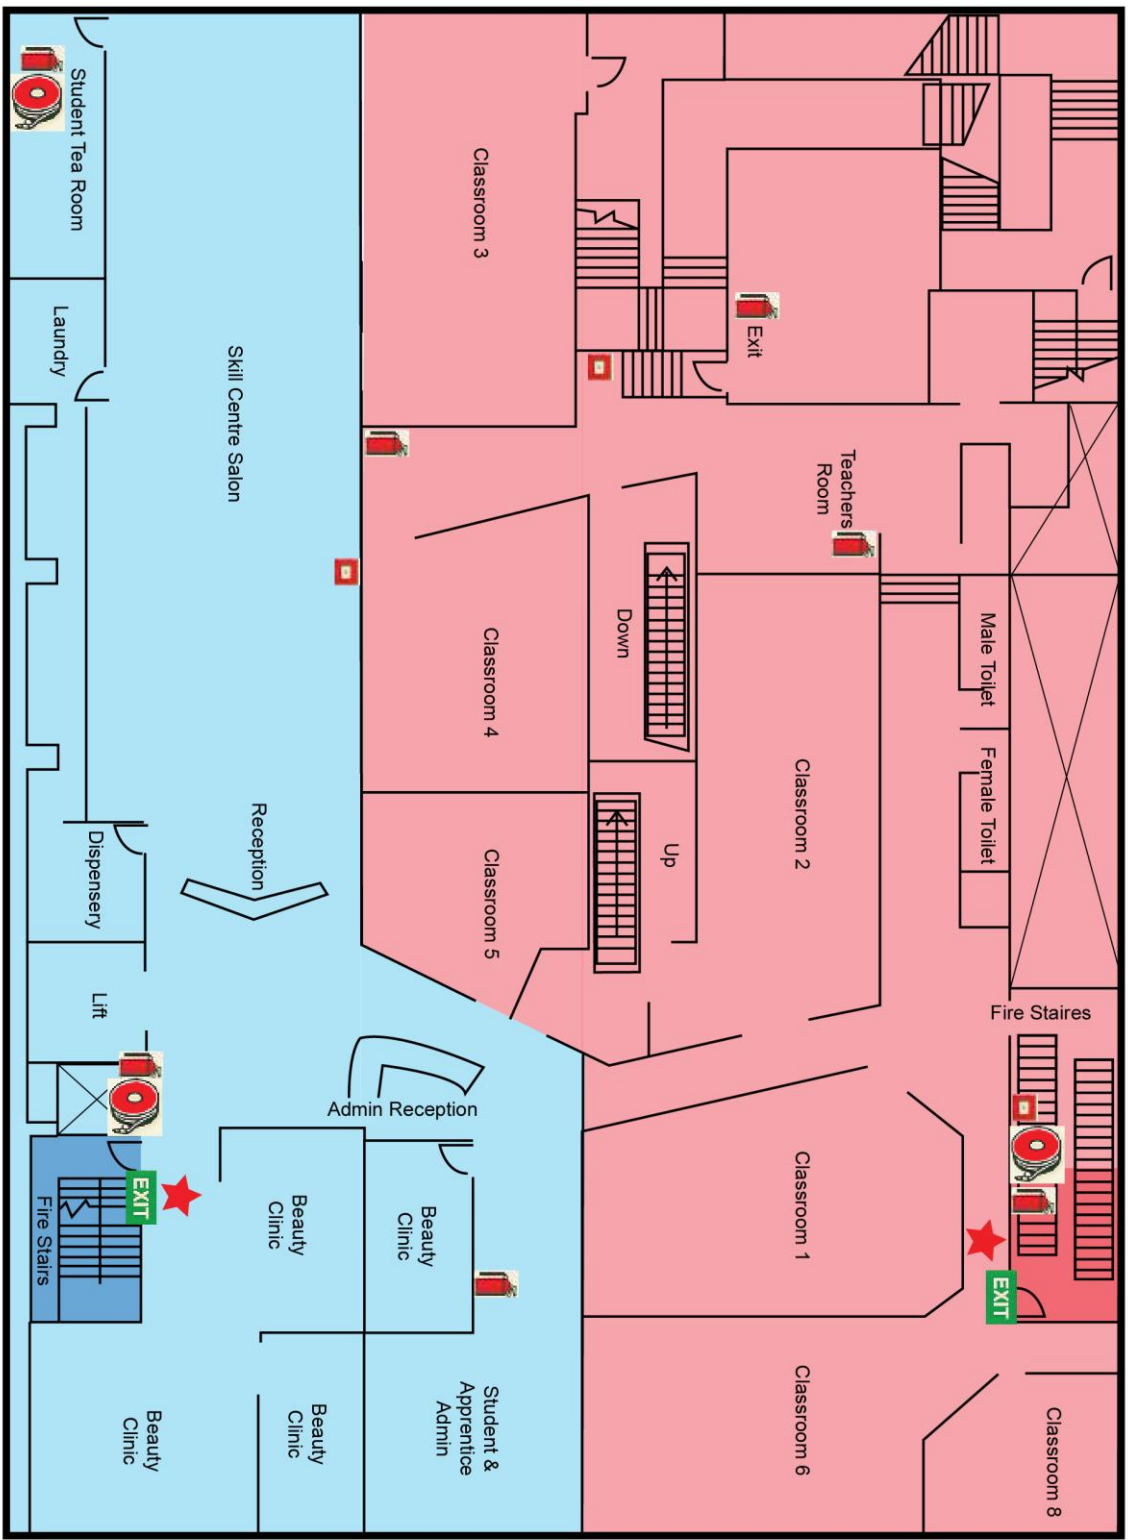 Student Tea Room
Laundry
Skill Centre Salon
Classroom 3
Exit
Teachers
Room
Down
Classroom 4
Male Toilet
Female Toilet
Classroom 2
Up
Classroom 5
Reception
Dispensery
Lift
Fire Staires
Admin Reception
Classroom 1
Beauty
Clinic
Beauty
Clinic
EXIT
Fire Stairs
EXIT
Classroom 6
Classroom 8
Student &
Apprentice
Admin
Beauty
Clinic
Beauty
Clinic